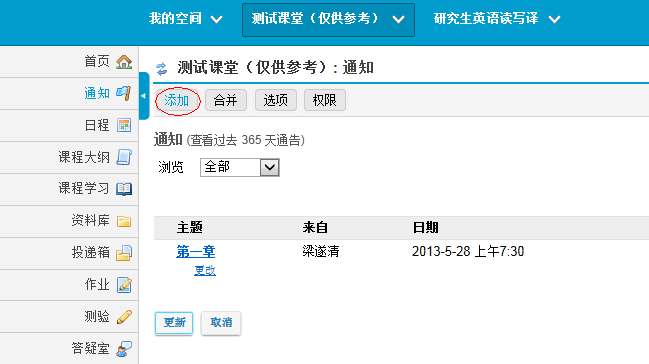 我的空间 测试课堂（仅供参考） 研究生英语读写译
首页
通知
日程
课程大纲
课程学习
资料库
投递箱
作业
测验
答疑室
测试课堂（仅供参考）: 通知
添加 合并 选项 权限
通知 (查看过去 365 天通告)
浏览 全部
主题 来自 日期
第一章 梁遂清 2013-5-28 上午7:30
更改
更新 取消